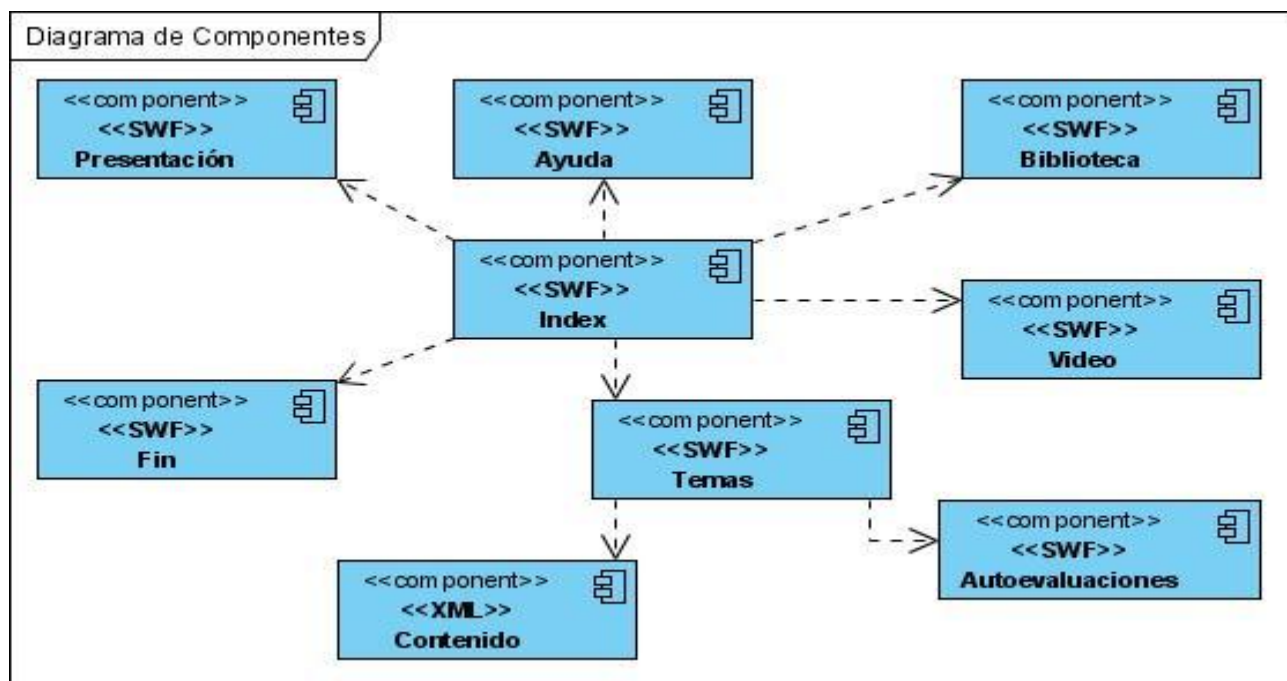 Diagrama de Componentes
<<component>>
<<SWF>>
Presentación
<<component>>
<<SWF>>
Ayuda
<<component>>
<<SWF>>
Biblioteca
<<component>>
<<SWF>>
Index
<<component>>
<<SWF>>
Video
<<component>>
<<SWF>>
Fin
<<component>>
<<SWF>>
Temas
<<component>>
<<SWF>>
Autoevaluaciones
<<component>>
<<XML>>
Contenido